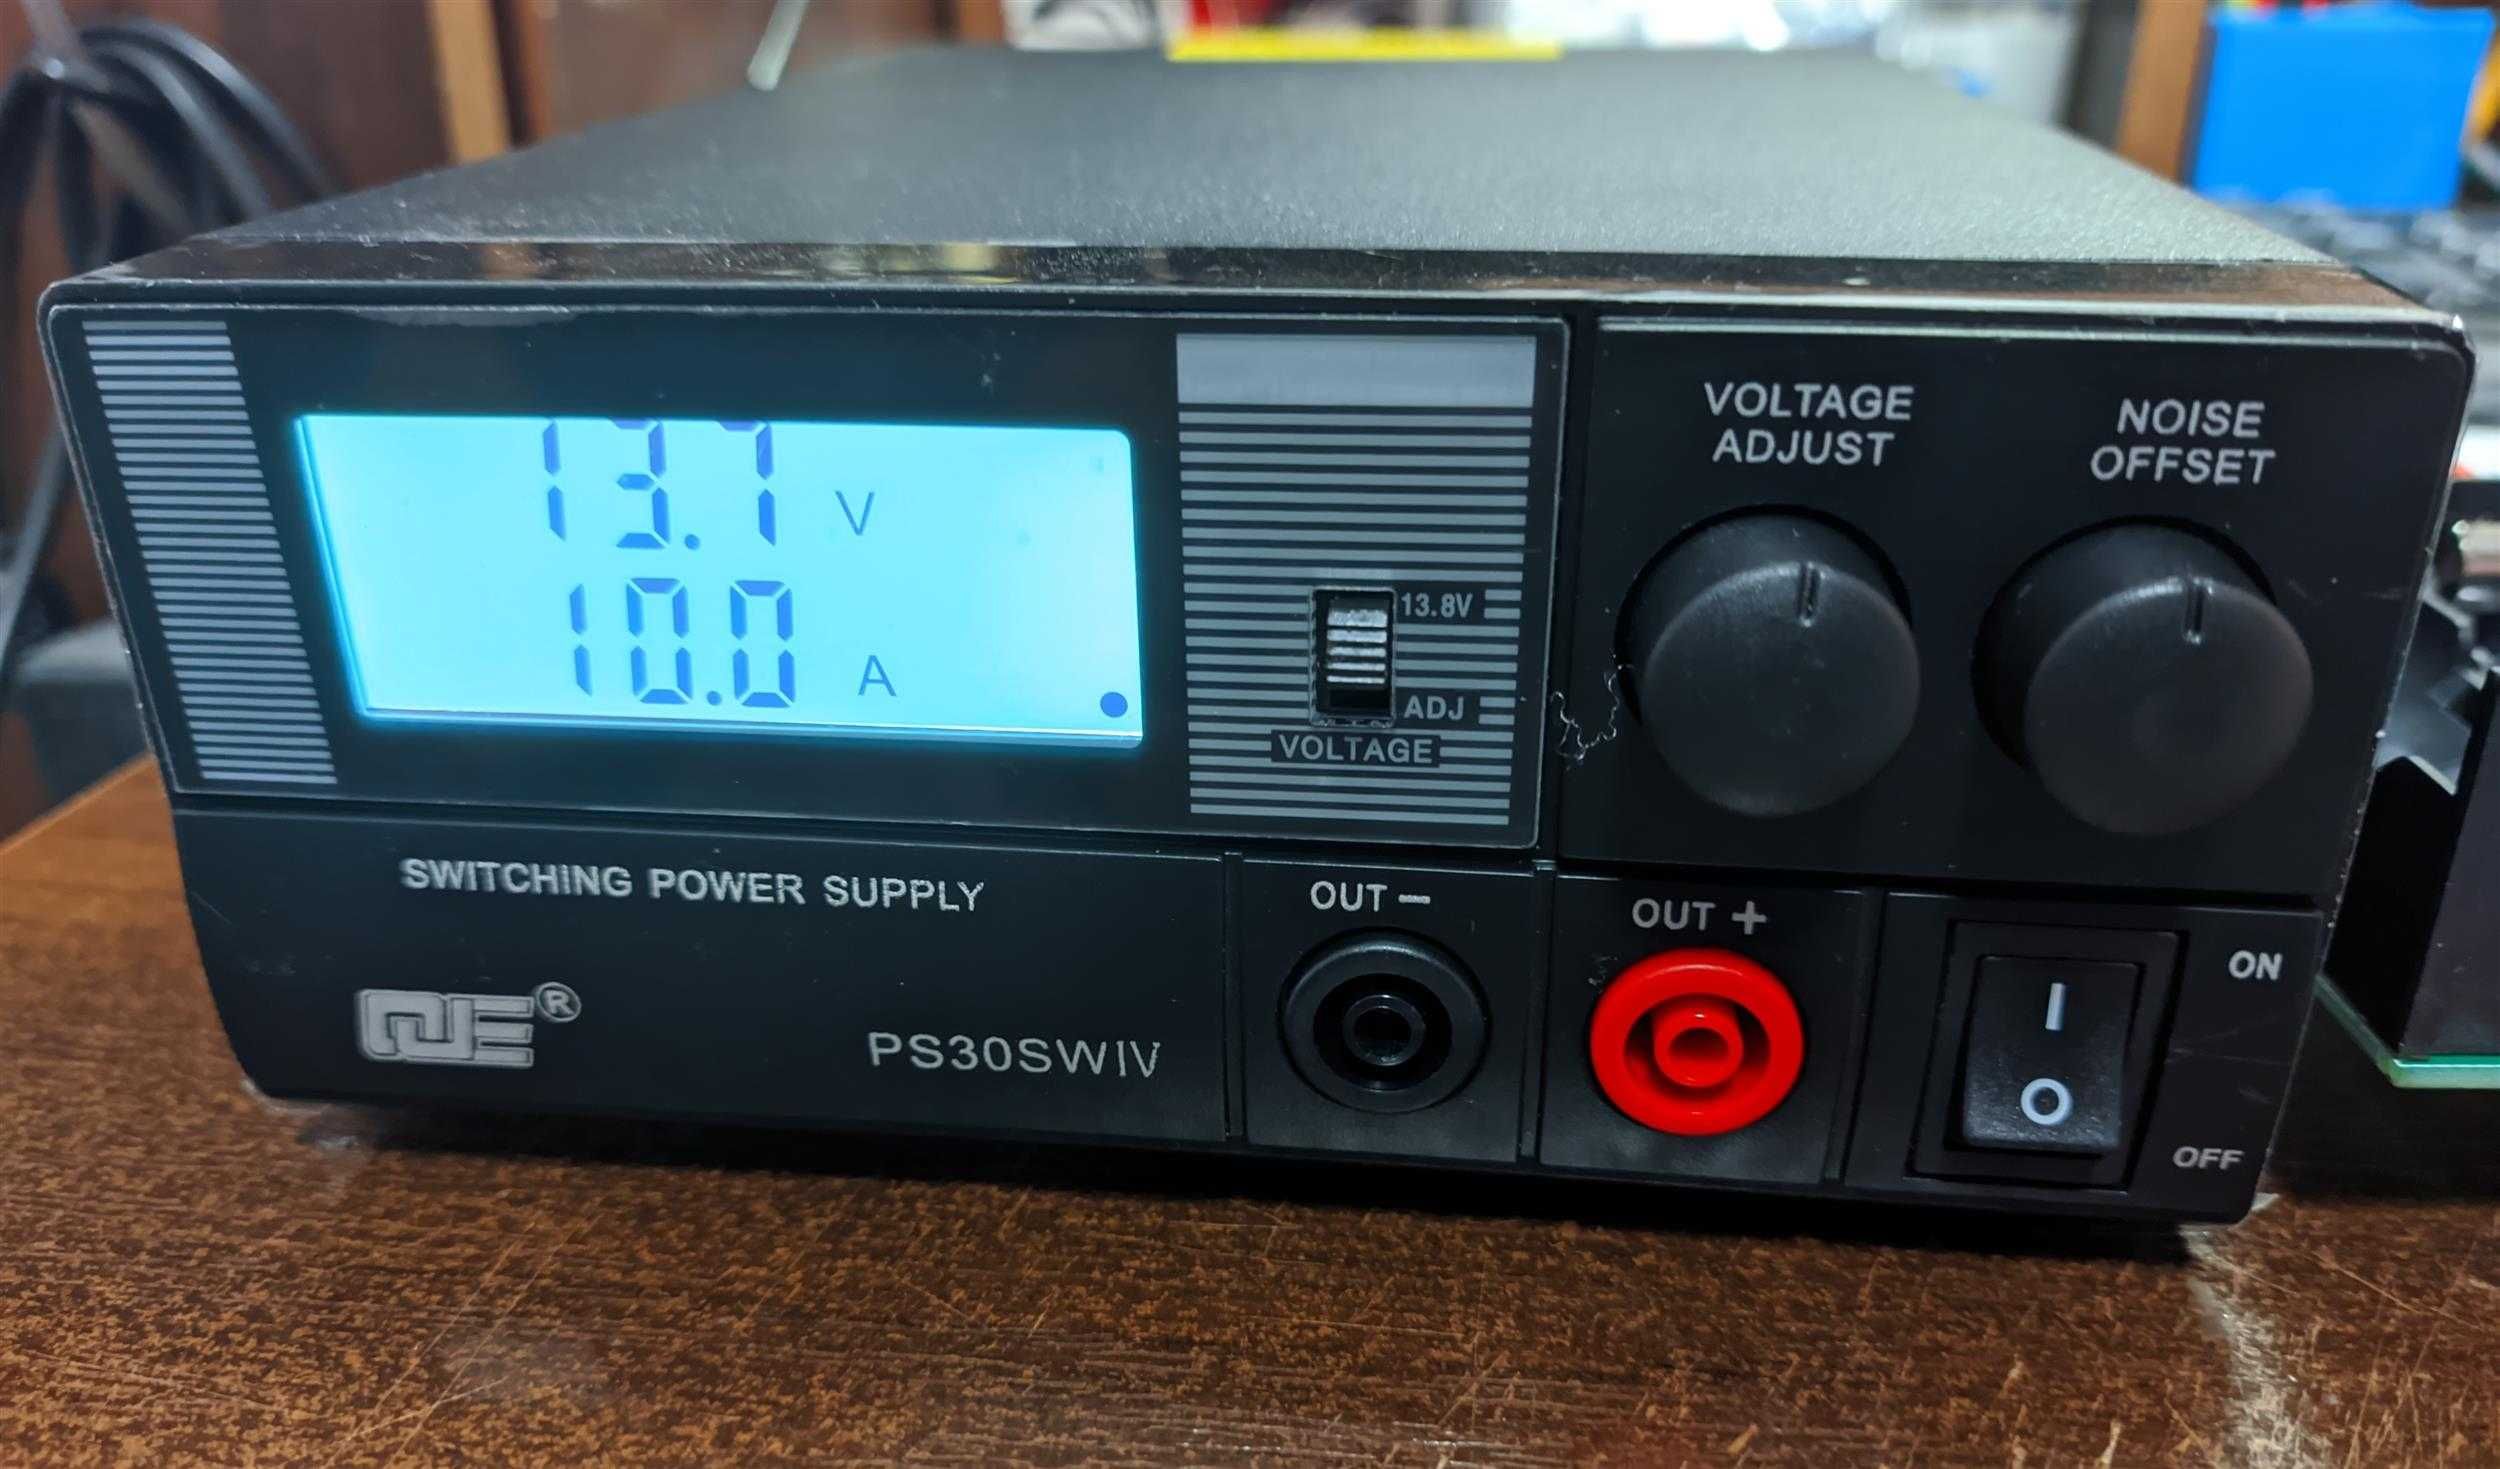 13.7 V
10.0 A
13.8V
ADJ
VOLTAGE
VOLTAGE
ADJUST
NOISE
OFFSET
SWITCHING POWER SUPPLY
QJE®
PS30SWIV
OUT −
OUT +
ON
OFF